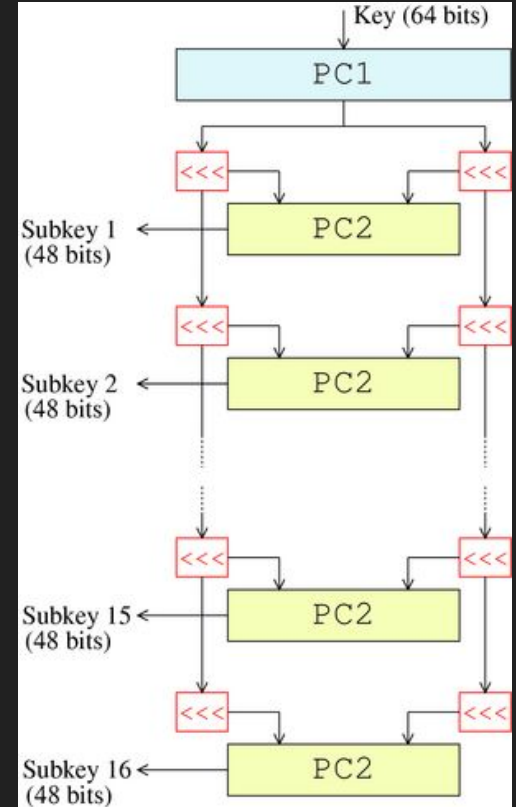 Key (64 bits)
PC1
<<< <<<
PC2
Subkey 1
(48 bits)
<<< <<<
PC2
Subkey 2
(48 bits)
<<< <<<
PC2
Subkey 15
(48 bits)
<<< <<<
PC2
Subkey 16
(48 bits)